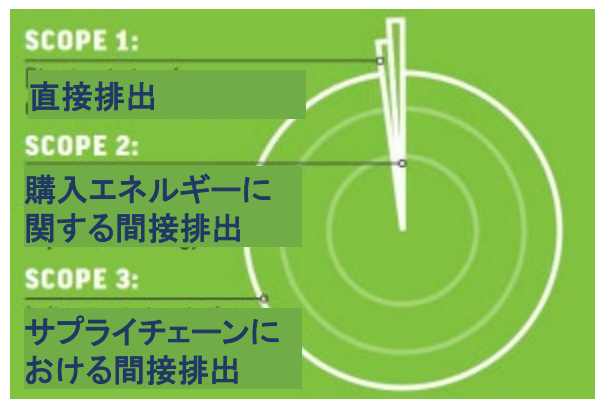 SCOPE 1:
直接排出
SCOPE 2:
購入エネルギーに
関する間接排出
SCOPE 3:
サプライチェーンに
おける間接排出